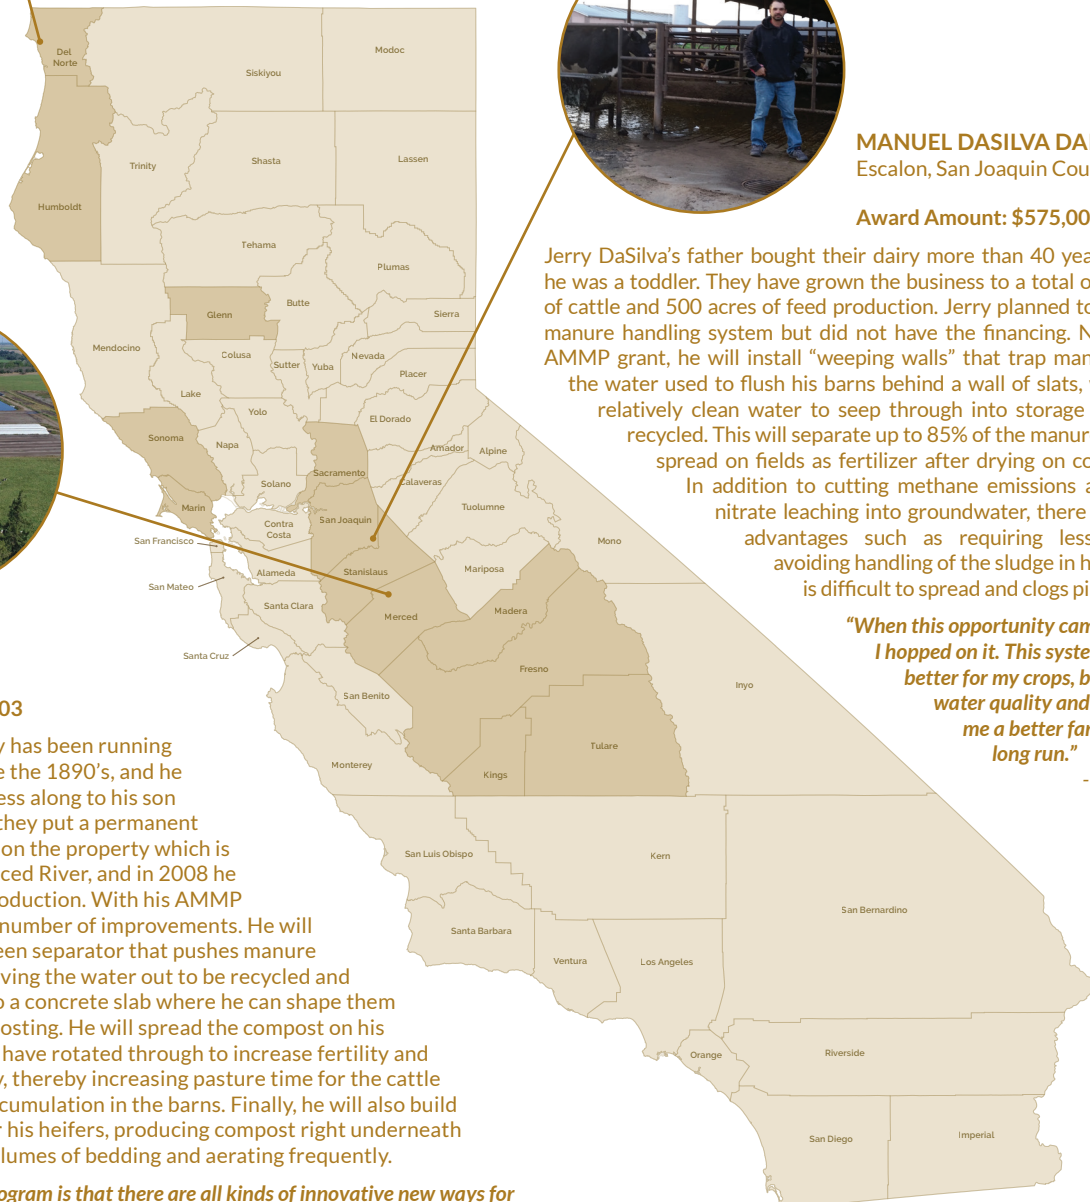 Del
Norte
Siskiyou
Modoc
Trinity
Shasta
Lassen
Humboldt
Tehama
Plumas
Glenn
Butte
Sierra
Mendocino
Colusa
Sutter
Yuba
Nevada
Placer
Lake
Yolo
El Dorado
Sonoma
Napa
Amador
Alpine
Sacramento
Solano
Calaveras
Marin
San Joaquin
Tuolumne
Contra
Costa
San Francisco
Mono
Alameda
Stanislaus
Mariposa
San Mateo
Santa Clara
Merced
Madera
Santa Cruz
Fresno
San Benito
Inyo
Tulare
Monterey
Kings
San Luis Obispo
Kern
San Bernardino
Santa Barbara
Ventura
Los Angeles
Orange
Riverside
San Diego
Imperial
MANUEL DASILVA DAI
Escalon, San Joaquin Cou
Award Amount: $575,00
Jerry DaSilva’s father bought their dairy more than 40 yea
he was a toddler. They have grown the business to a total o
of cattle and 500 acres of feed production. Jerry planned to
manure handling system but did not have the financing. N
AMMP grant, he will install “weeping walls” that trap man
the water used to flush his barns behind a wall of slats,
relatively clean water to seep through into storage
recycled. This will separate up to 85% of the manur
spread on fields as fertilizer after drying on co
In addition to cutting methane emissions a
nitrate leaching into groundwater, there
advantages such as requiring less
avoiding handling of the sludge in h
is difficult to spread and clogs pi
“When this opportunity cam
I hopped on it. This syste
better for my crops, b
water quality and
me a better far
long run.”
-
03
y has been running
e the 1890’s, and he
ess along to his son
they put a permanent
on the property which is
ced River, and in 2008 he
oduction. With his AMMP
number of improvements. He will
een separator that pushes manure
ving the water out to be recycled and
o a concrete slab where he can shape them
osting. He will spread the compost on his
have rotated through to increase fertility and
y, thereby increasing pasture time for the cattle
cumulation in the barns. Finally, he will also build
r his heifers, producing compost right underneath
lumes of bedding and aerating frequently.
ogram is that there are all kinds of innovative new ways for